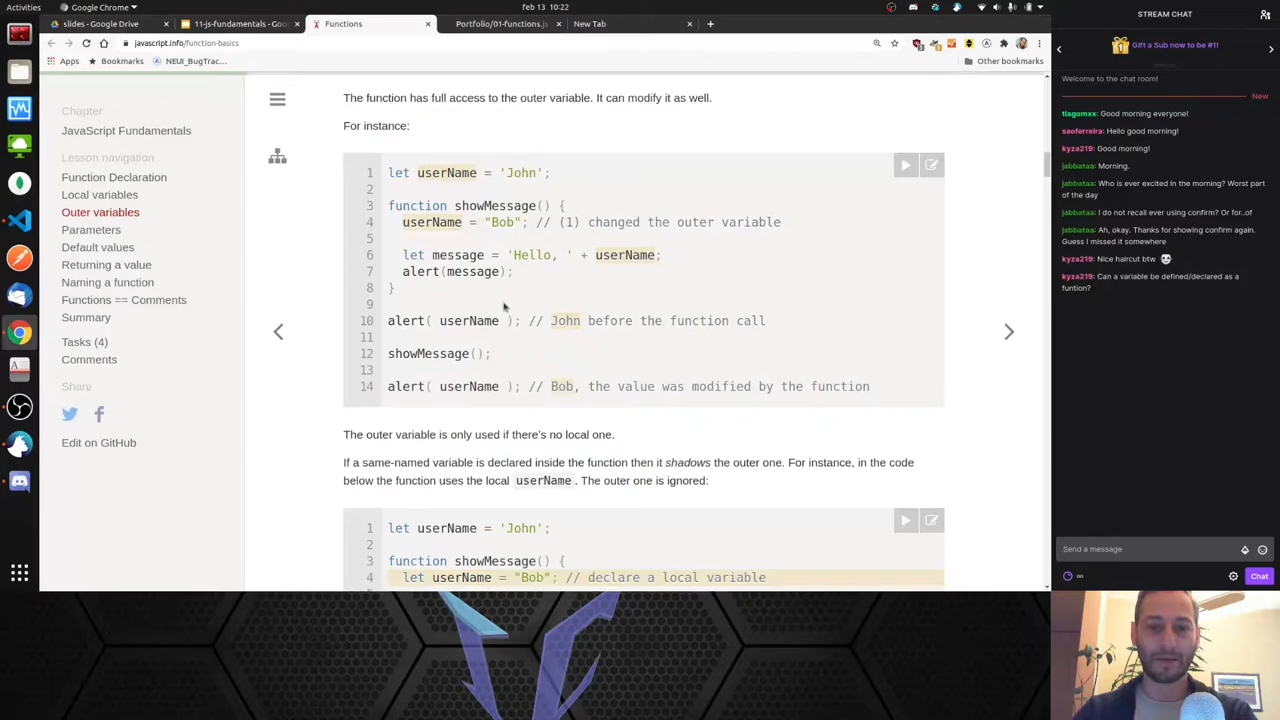 Activities
Google Chrome
feb 13 10:22
slides - Google Drive
11-js-fundamentals - Goo
Functions
Portfolio/01-functions.js
New Tab
javascript.info/function-basics
Apps
Bookmarks
NEUI_BugTrac...
Other bookmarks
Chapter
JavaScript Fundamentals
Lesson navigation
Function Declaration
Local variables
Outer variables
Parameters
Default values
Returning a value
Naming a function
Functions == Comments
Summary
Tasks (4)
Comments
Share
Edit on GitHub
The function has full access to the outer variable. It can modify it as well.
For instance:
1 let userName = 'John';
2
3 function showMessage() {
4 userName = "Bob"; // (1) changed the outer variable
5
6 let message = 'Hello, ' + userName;
7 alert(message);
8 }
9
10 alert( userName ); // John before the function call
11
12 showMessage();
13
14 alert( userName ); // Bob, the value was modified by the function
The outer variable is only used if there's no local one.
If a same-named variable is declared inside the function then it shadows the outer one. For instance, in the code
below the function uses the local userName. The outer one is ignored:
1 let userName = 'John';
2
3 function showMessage() {
4 let userName = "Bob"; // declare a local variable
STREAM CHAT
Gift a Sub now to be #1!
Welcome to the chat room!
New
tiagomxx: Good morning everyone!
saoferreira: Hello good morning!
kyza219: Good morning!
jabbataa: Morning.
jabbataa: Who is ever excited in the morning? Worst part
of the day
jabbataa: I do not recall ever using confirm? Or for..of
jabbataa: Ah, okay. Thanks for showing confirm again.
Guess I missed it somewhere
kyza219: Nice haircut btw
kyza219: Can a variable be defined/declared as a
funtion?
Send a message
Chat